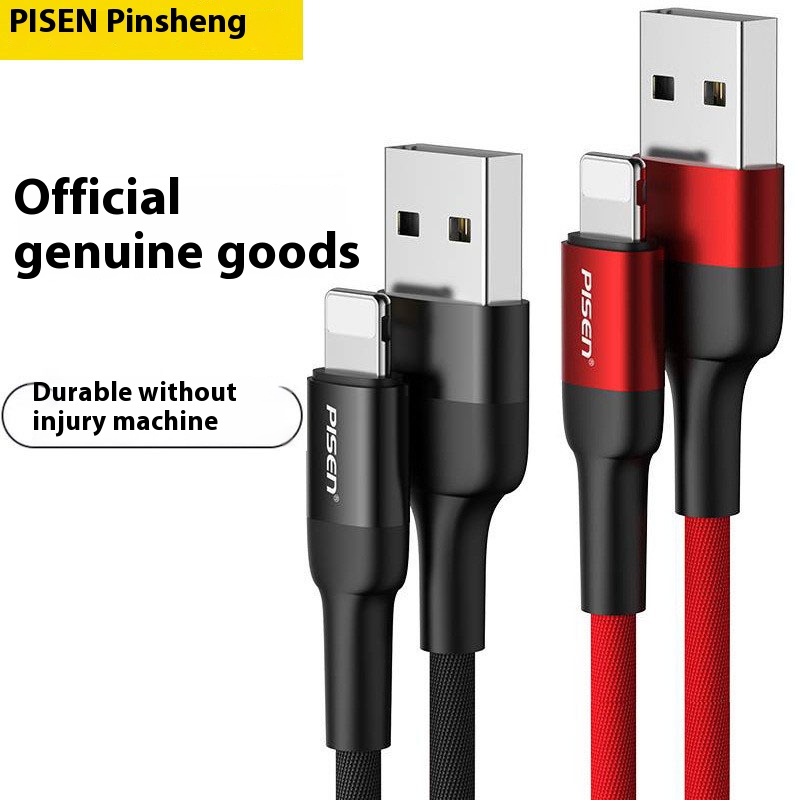 PISEN Pinsheng
Official
genuine goods
Durable without
injury machine
PISEN®
PISEN®